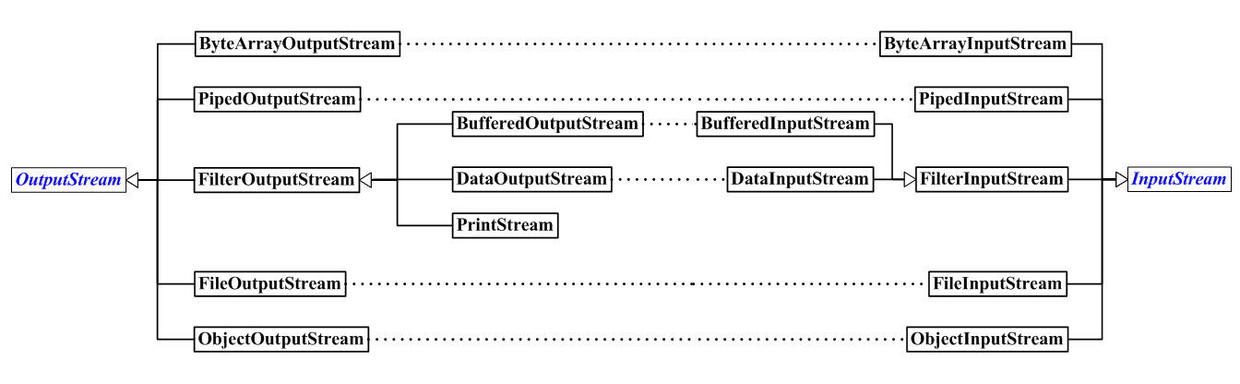 ByteArrayOutputStream
ByteArrayInputStream
PipedOutputStream
PipedInputStream
BufferedOutputStream
BufferedInputStream
OutputStream
FilterOutputStream
DataOutputStream
DataInputStream
FilterInputStream
InputStream
PrintStream
FileOutputStream
FileInputStream
ObjectOutputStream
ObjectInputStream